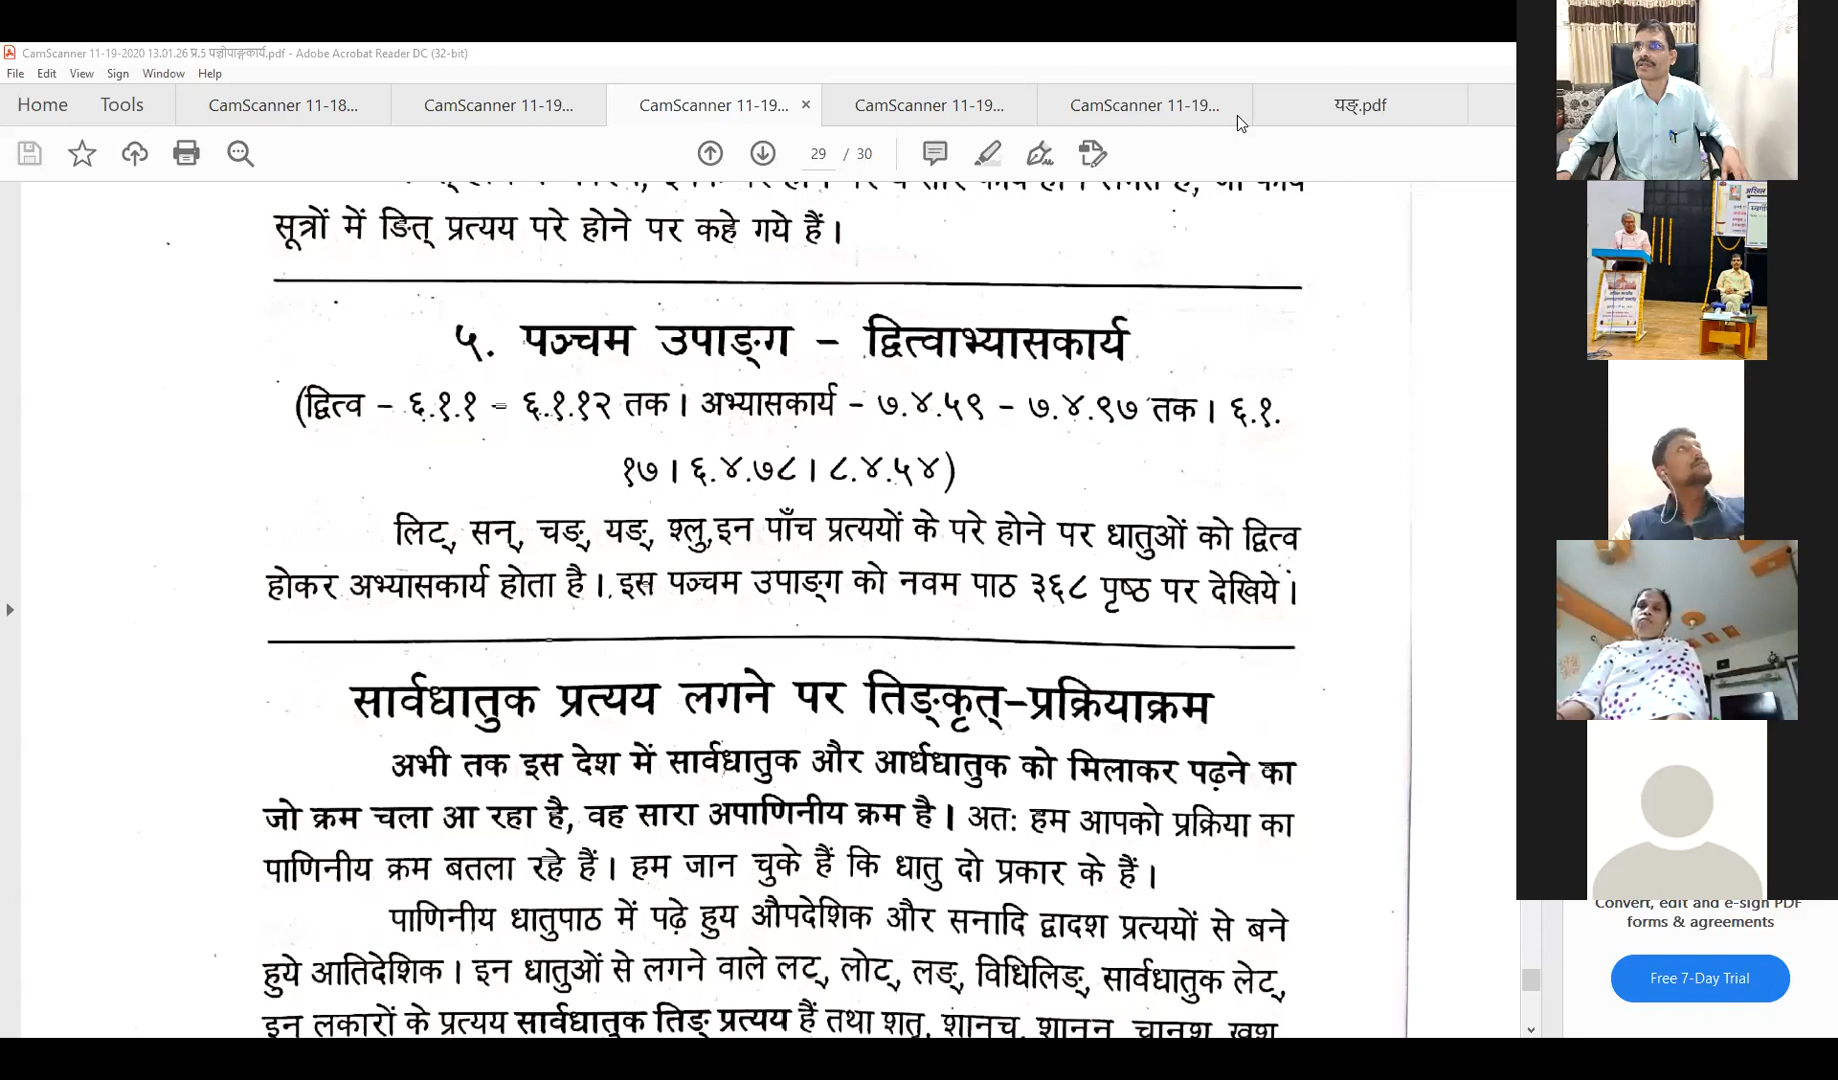 CamScanner 11-19-2020 13.01.26 प्र.5 पञ्चोपाङ्गकार्य.pdf - Adobe Acrobat Reader DC (32-bit)
File Edit View Sign Window Help
Home Tools CamScanner 11-18... CamScanner 11-19... CamScanner 11-19... × CamScanner 11-19... CamScanner 11-19... यङ्.pdf
29 / 30
सूत्रों में ङित् प्रत्यय परे होने पर कहे गये हैं।
५. पञ्चम उपाङ्ग - द्वित्वाभ्यासकार्य
(द्वित्व - ६.१.१ - ६.१.१२ तक। अभ्यासकार्य - ७.४.५९ - ७.४.९७ तक। ६.१.
१७। ६.४.७८। ८.४.५४)
लिट्, सन्, चङ्, यङ्, श्लु, इन पाँच प्रत्ययों के परे होने पर धातुओं को द्वित्व
होकर अभ्यासकार्य होता है। इस पञ्चम उपाङ्ग को नवम पाठ ३६८ पृष्ठ पर देखिये।
सार्वधातुक प्रत्यय लगने पर तिङ्कृत्-प्रक्रियाक्रम
अभी तक इस देश में सार्वधातुक और आर्धधातुक को मिलाकर पढ़ने का
जो क्रम चला आ रहा है, वह सारा अपाणिनीय क्रम है। अतः हम आपको प्रक्रिया का
पाणिनीय क्रम बतला रहे हैं। हम जान चुके हैं कि धातु दो प्रकार के हैं।
पाणिनीय धातुपाठ में पढ़े हुय औपदेशिक और सनादि द्वादश प्रत्ययों से बने
हुये आतिदेशिक। इन धातुओं से लगने वाले लट्, लोट्, लङ्, विधिलिङ्, सार्वधातुक लेट्,
इन लकारों के प्रत्यय सार्वधातुक तिङ् प्रत्यय हैं तथा शतृ, शानच्, शानन्, चानश्, खश्,
Convert, edit and e-sign PDF
forms & agreements
Free 7-Day Trial